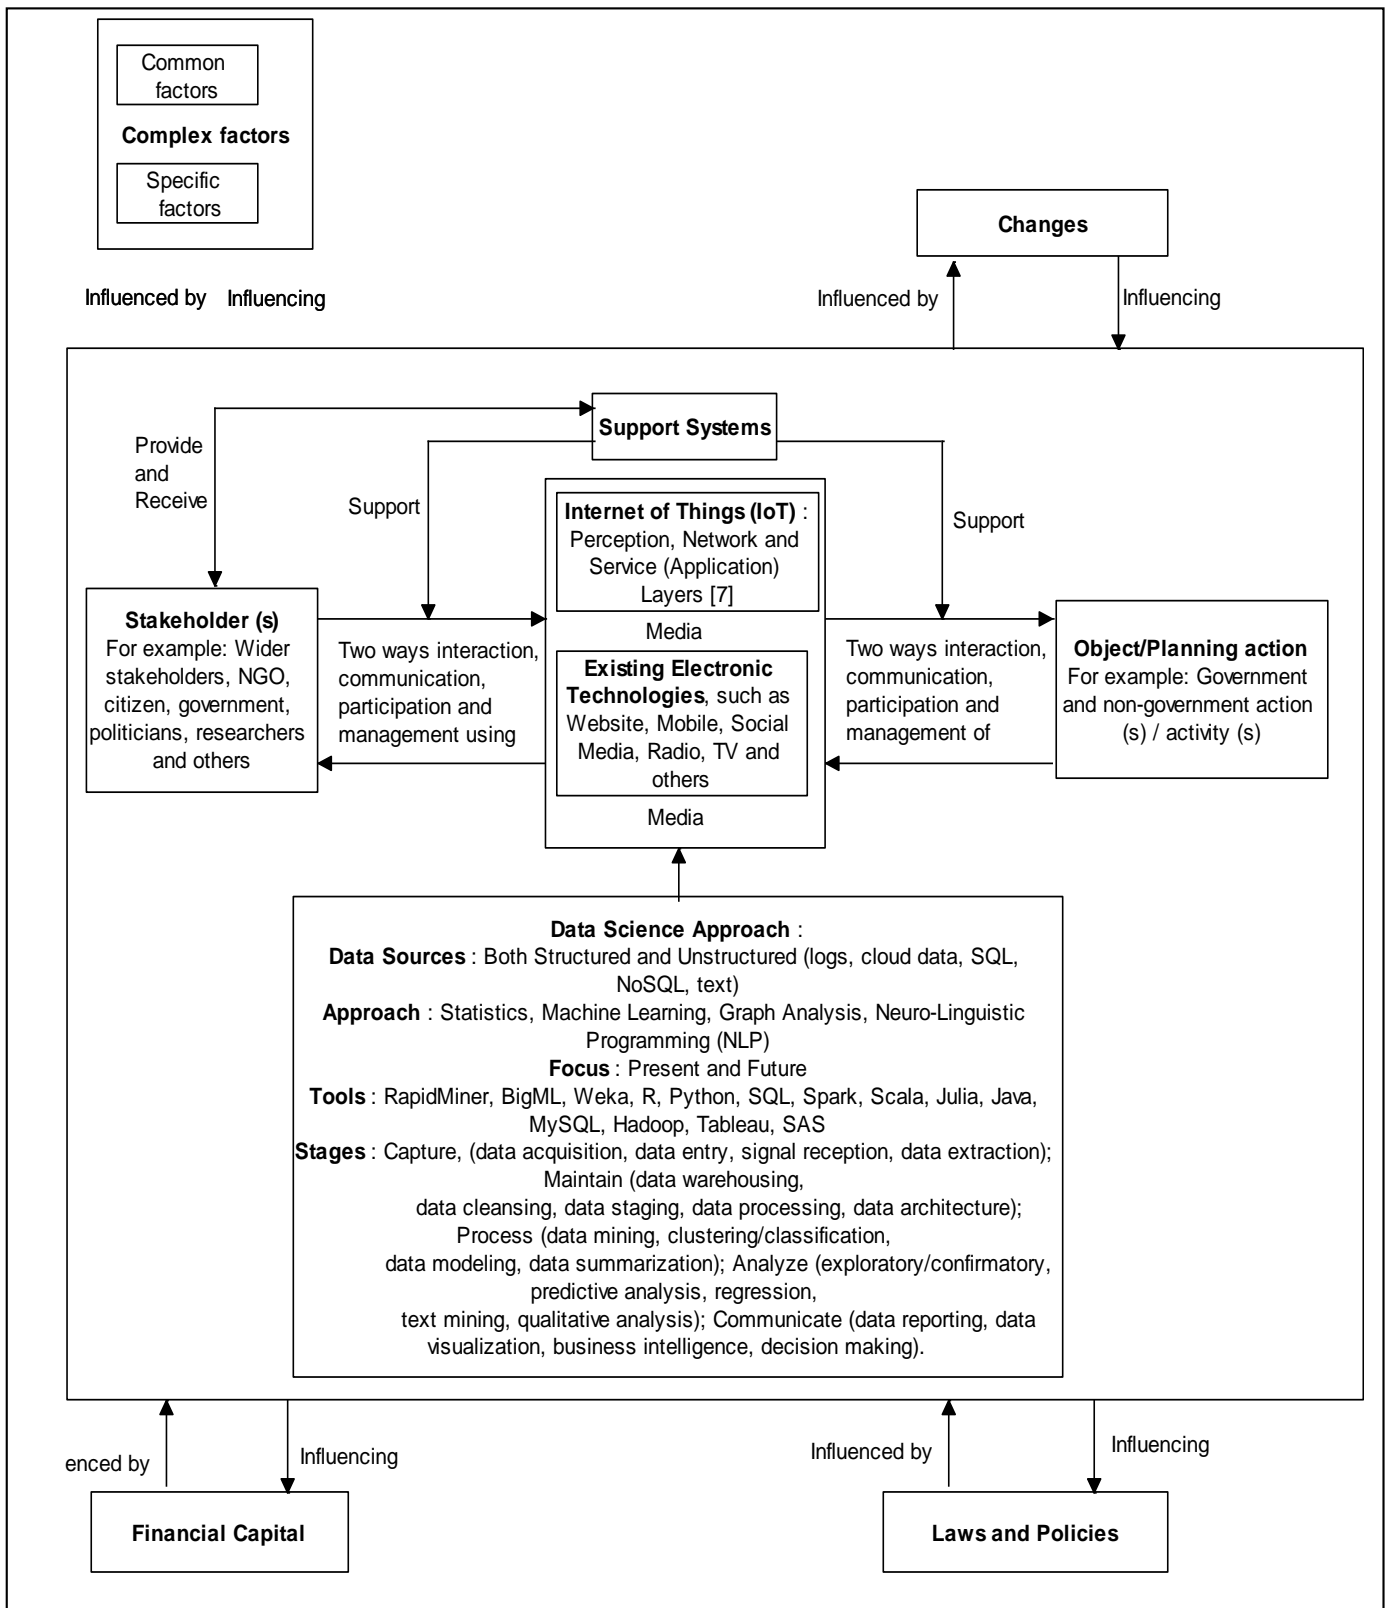 Common
factors
Complex factors
Specific
factors
Changes
Influenced by Influencing
Influenced by
Influencing
Support Systems
Provide
and
Receive
Support
Support
Internet of Things (IoT) :
Perception, Network and
Service (Application)
Layers [7]
Media
Stakeholder (s)
For example: Wider
stakeholders, NGO,
citizen, government,
politicians, researchers
and others
Two ways interaction,
communication,
participation and
management using
Existing Electronic
Technologies, such as
Website, Mobile, Social
Media, Radio, TV and
others
Media
Two ways interaction,
communication,
participation and
management of
Object/Planning action
For example: Government
and non-government action
(s) / activity (s)
Data Science Approach :
Data Sources : Both Structured and Unstructured (logs, cloud data, SQL,
NoSQL, text)
Approach : Statistics, Machine Learning, Graph Analysis, Neuro-Linguistic
Programming (NLP)
Focus : Present and Future
Tools : RapidMiner, BigML, Weka, R, Python, SQL, Spark, Scala, Julia, Java,
MySQL, Hadoop, Tableau, SAS
Stages : Capture, (data acquisition, data entry, signal reception, data extraction);
Maintain (data warehousing,
data cleansing, data staging, data processing, data architecture);
Process (data mining, clustering/classification,
data modeling, data summarization); Analyze (exploratory/confirmatory,
predictive analysis, regression,
text mining, qualitative analysis); Communicate (data reporting, data
visualization, business intelligence, decision making).
enced by
Influencing
Influenced by
Influencing
Financial Capital
Laws and Policies